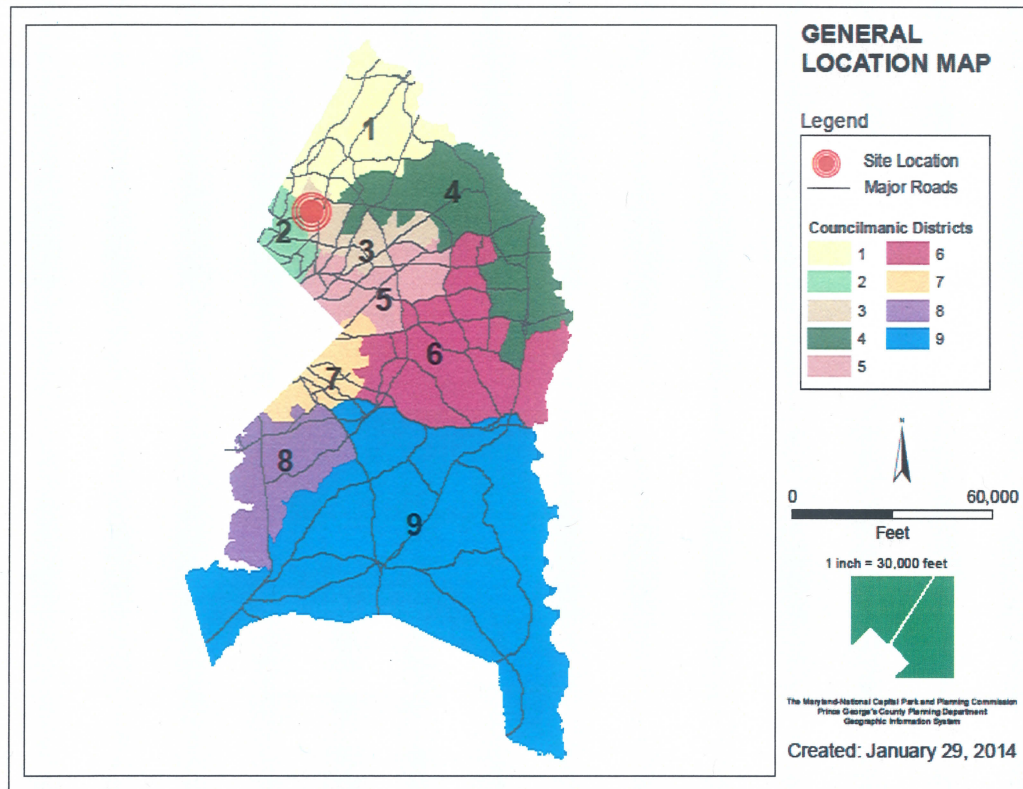 GENERAL
LOCATION MAP
Legend
Site Location
Major Roads
Councilmanic Districts
1
6
2
7
3
8
4
9
5
1
4
2
3
5
6
7
8
9
N
0
60,000
Feet
1 inch = 30,000 feet
The Maryland-National Capital Park and Planning Commission
Prince George's County Planning Department
Geographic Information System
Created: January 29, 2014